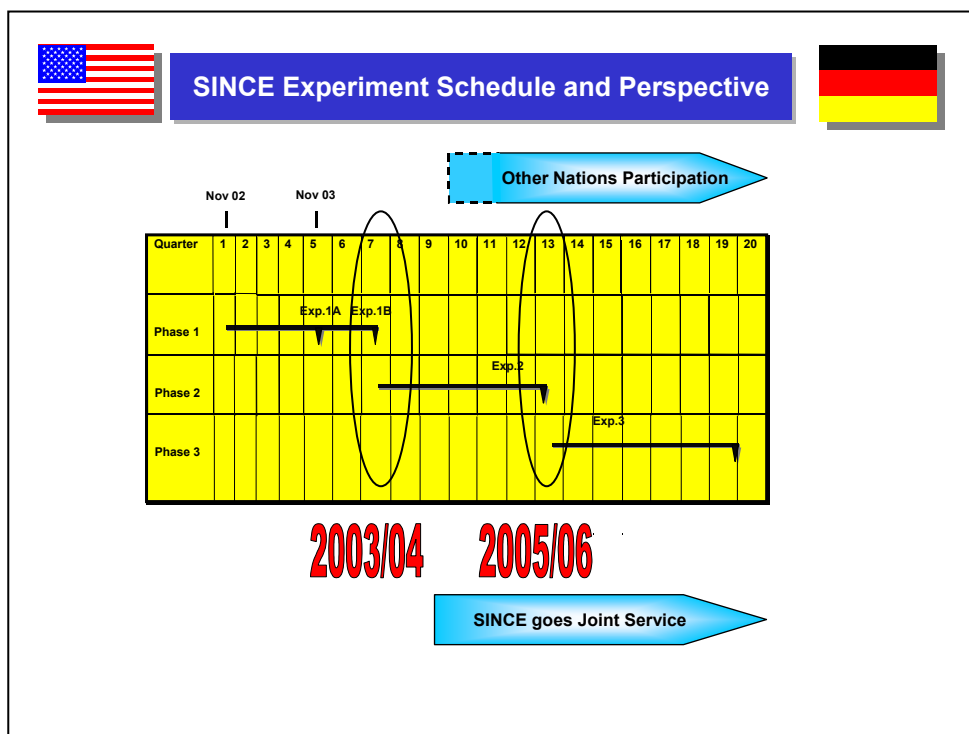 SINCE Experiment Schedule and Perspective
Other Nations Participation
Nov 02 Nov 03
Quarter 1 2 3 4 5 6 7 8 9 10 11 12 13 14 15 16 17 18 19 20
Exp.1A Exp.1B
Phase 1
Exp.2
Phase 2
Exp.3
Phase 3
2003/04 2005/06
SINCE goes Joint Service